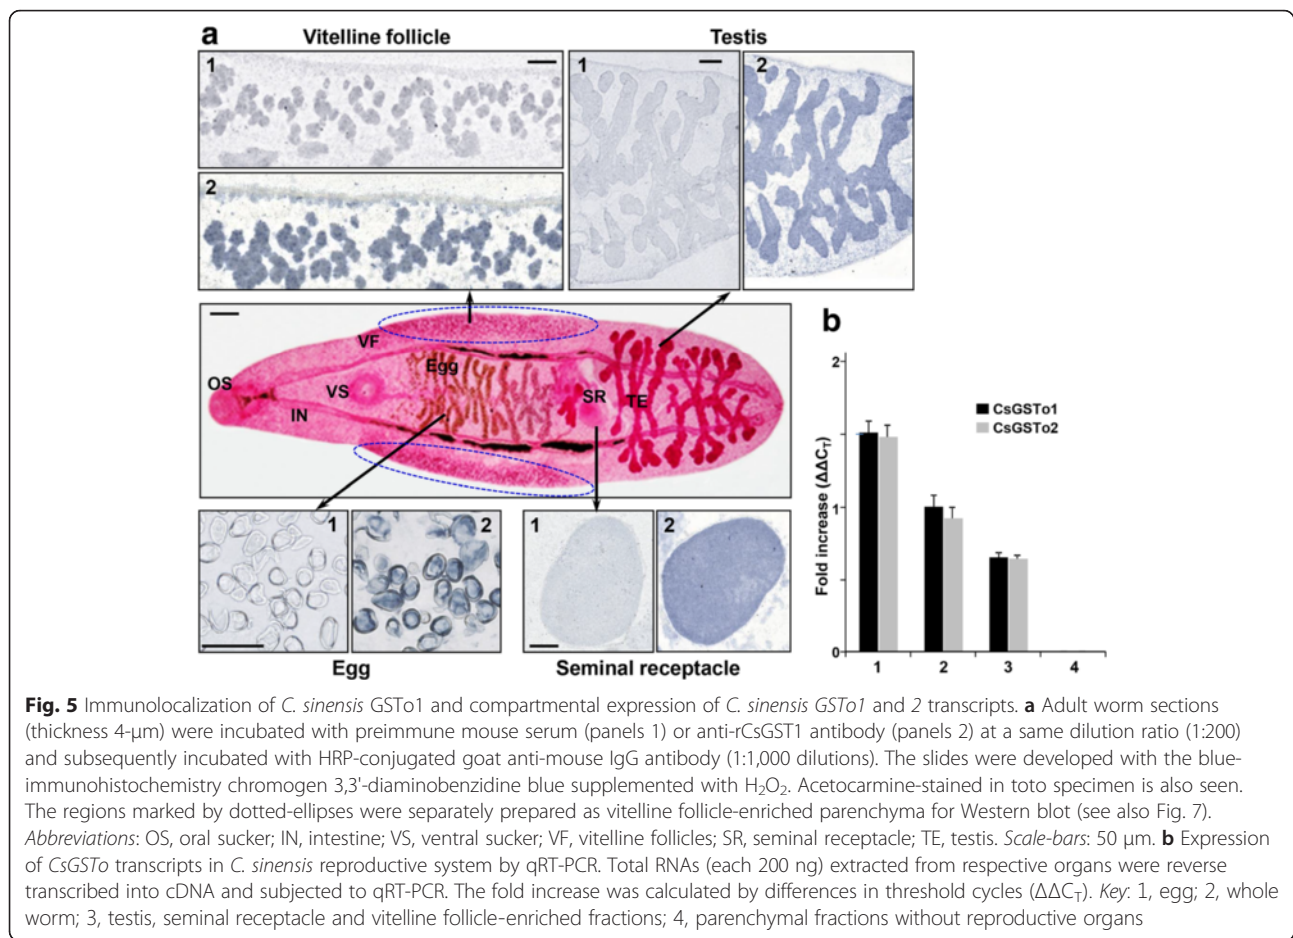 a
Vitelline follicle
Testis
1
2
1
2
VF
OS
VS
IN
Egg
SR
TE
1
2
Egg
1
2
Seminal receptacle
b
Fold increase (ΔΔCT)
2
1
0
CsGSTo1
CsGSTo2
1 2 3 4
Fig. 5 Immunolocalization of C. sinensis GSTo1 and compartmental expression of C. sinensis GSTo1 and 2 transcripts. a Adult worm sections
(thickness 4-μm) were incubated with preimmune mouse serum (panels 1) or anti-rCsGST1 antibody (panels 2) at a same dilution ratio (1:200)
and subsequently incubated with HRP-conjugated goat anti-mouse IgG antibody (1:1,000 dilutions). The slides were developed with the blue-
immunohistochemistry chromogen 3,3'-diaminobenzidine blue supplemented with H₂O₂. Acetocarmine-stained in toto specimen is also seen.
The regions marked by dotted-ellipses were separately prepared as vitelline follicle-enriched parenchyma for Western blot (see also Fig. 7).
Abbreviations: OS, oral sucker; IN, intestine; VS, ventral sucker; VF, vitelline follicles; SR, seminal receptacle; TE, testis. Scale-bars: 50 μm. b Expression
of CsGSTo transcripts in C. sinensis reproductive system by qRT-PCR. Total RNAs (each 200 ng) extracted from respective organs were reverse
transcribed into cDNA and subjected to qRT-PCR. The fold increase was calculated by differences in threshold cycles (ΔΔCT). Key: 1, egg; 2, whole
worm; 3, testis, seminal receptacle and vitelline follicle-enriched fractions; 4, parenchymal fractions without reproductive organs